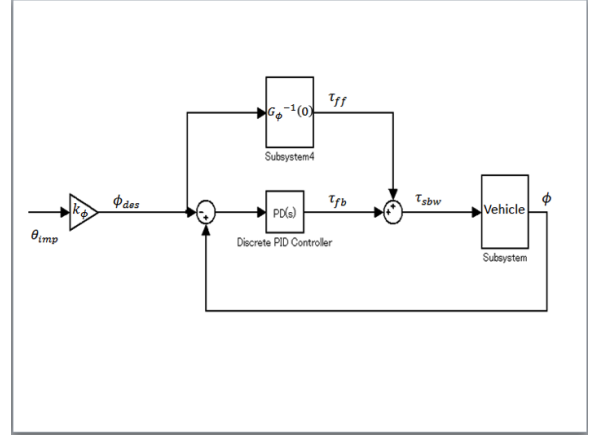 G_ϕ⁻¹(0)
τ_ff
Subsystem4
k_ϕ
ϕ_des
θ_imp
- +
PD(s)
Discrete PID Controller
τ_fb
+ +
τ_sbw
Vehicle
Subsystem
ϕ